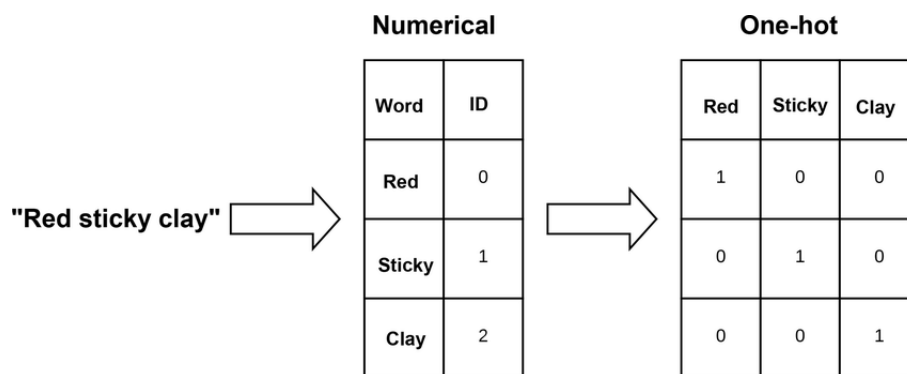 Numerical One-hot
Word ID Red Sticky Clay
Red 0 1 0 0
"Red sticky clay"
Sticky 1 0 1 0
Clay 2 0 0 1